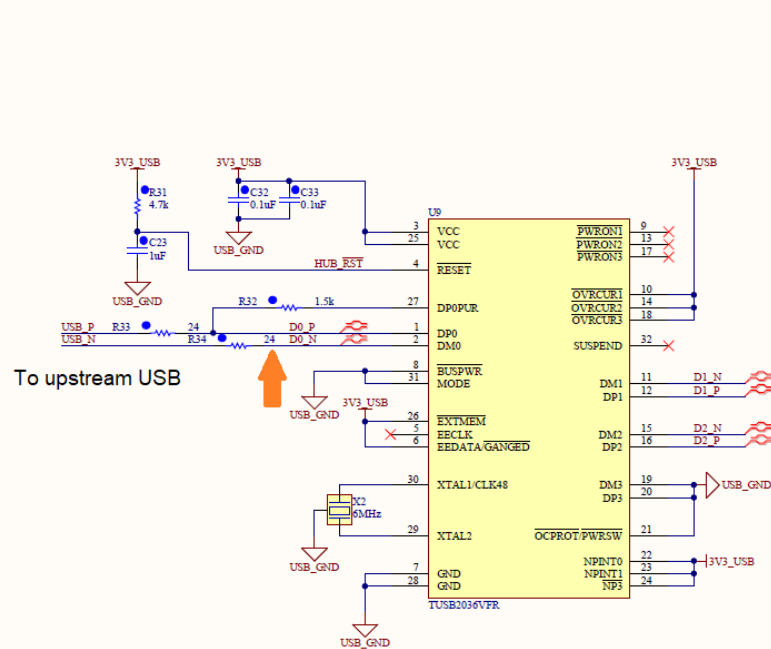 3V3_USB
3V3_USB
3V3_USB
R31
4.7k
C32
0.1uF
C33
0.1uF
U9
C23
1uF
USB_GND
USB_GND
HUB_RST
3 VCC
25 VCC
4 RESET
PWRON1 9
PWRON2 13
PWRON3 17
R32 1.5k
27 DP0PUR
OVRCUR1 10
OVRCUR2 14
OVRCUR3 18
USB_P R33 24 D0_P 1 DP0
USB_N R34 24 D0_N 2 DM0
SUSPEND 32
To upstream USB
8 BUSPWR
31 MODE
DM1 11 D1_N
DP1 12 D1_P
3V3_USB
USB_GND
26 EXTMEM
5 EECLK
6 EEDATA/GANGED
DM2 15 D2_N
DP2 16 D2_P
30 XTAL1/CLK48
DM3 19
DP3 20
USB_GND
X2
6MHz
29 XTAL2
OCPROT/PWRSW 21
USB_GND
7 GND
28 GND
NPINT0 22
NPINT1 23
NP3 24
3V3_USB
TUSB2036VFR
USB_GND